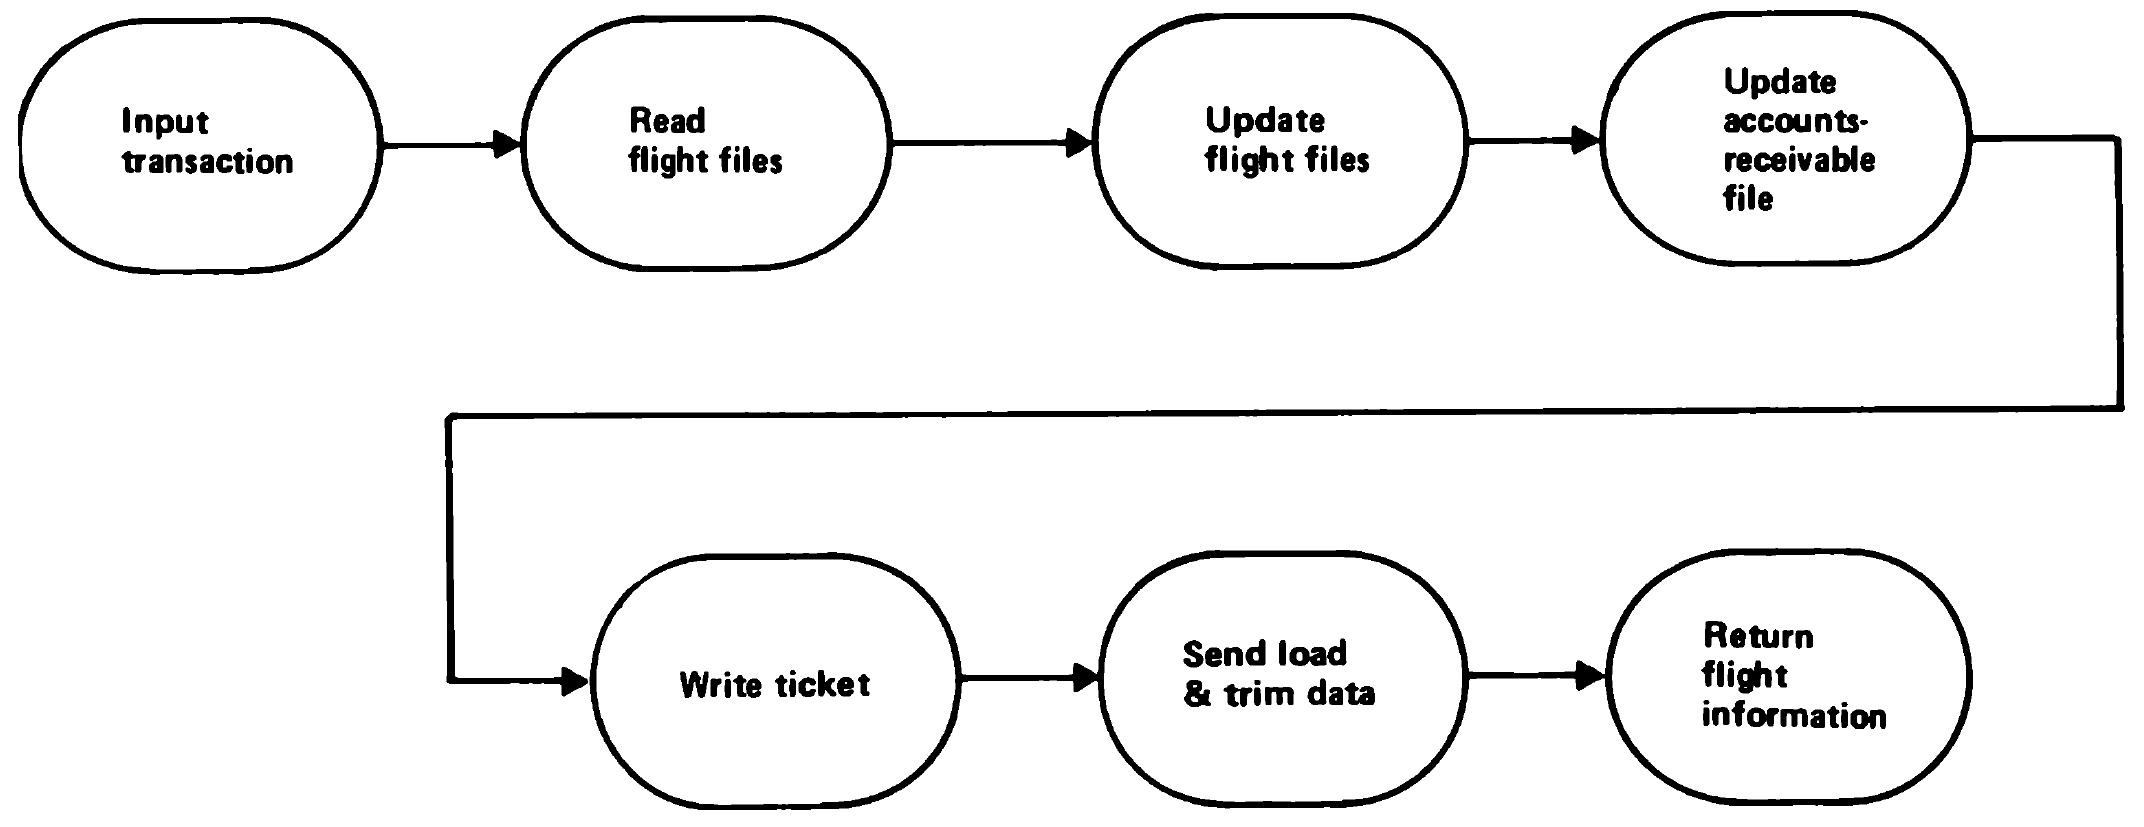 Input
transaction
Read
flight files
Update
flight files
Update
accounts-
receivable
file
Write ticket
Send load
& trim data
Return
flight
information